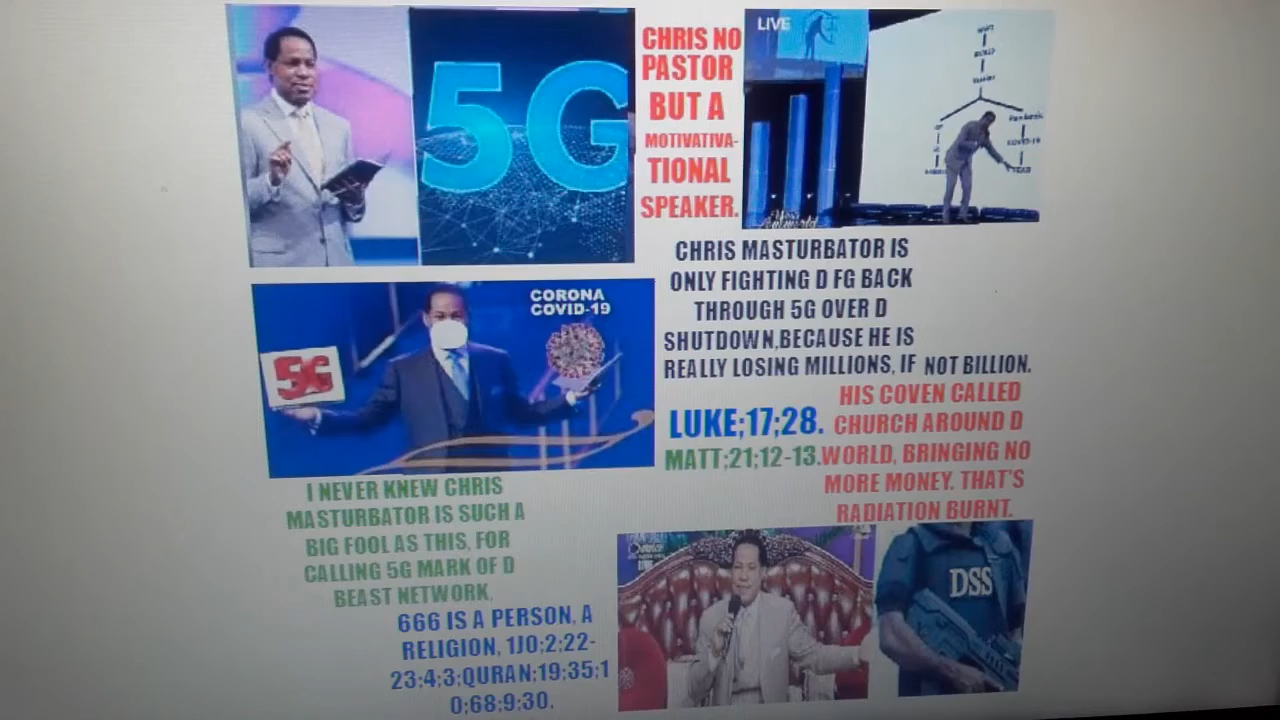 5G
CHRIS NO
PASTOR
BUT A
MOTIVATIVA-
TIONAL
SPEAKER.
LIVE
COVID-19
CHRIS MASTURBATOR IS
ONLY FIGHTING D FG BACK
THROUGH 5G OVER D
SHUTDOWN,BECAUSE HE IS
REALLY LOSING MILLIONS, IF NOT BILLION.
CORONA
COVID-19
5G
LUKE;17;28.
MATT;21;12-13.
HIS COVEN CALLED
CHURCH AROUND D
WORLD, BRINGING NO
MORE MONEY. THAT'S
RADIATION BURNT.
I NEVER KNEW CHRIS
MASTURBATOR IS SUCH A
BIG FOOL AS THIS, FOR
CALLING 5G MARK OF D
BEAST NETWORK,
666 IS A PERSON, A
RELIGION, 1JO;2;22-
23;4;3;QURAN;19;35;1
0;68;9;30.
DSS